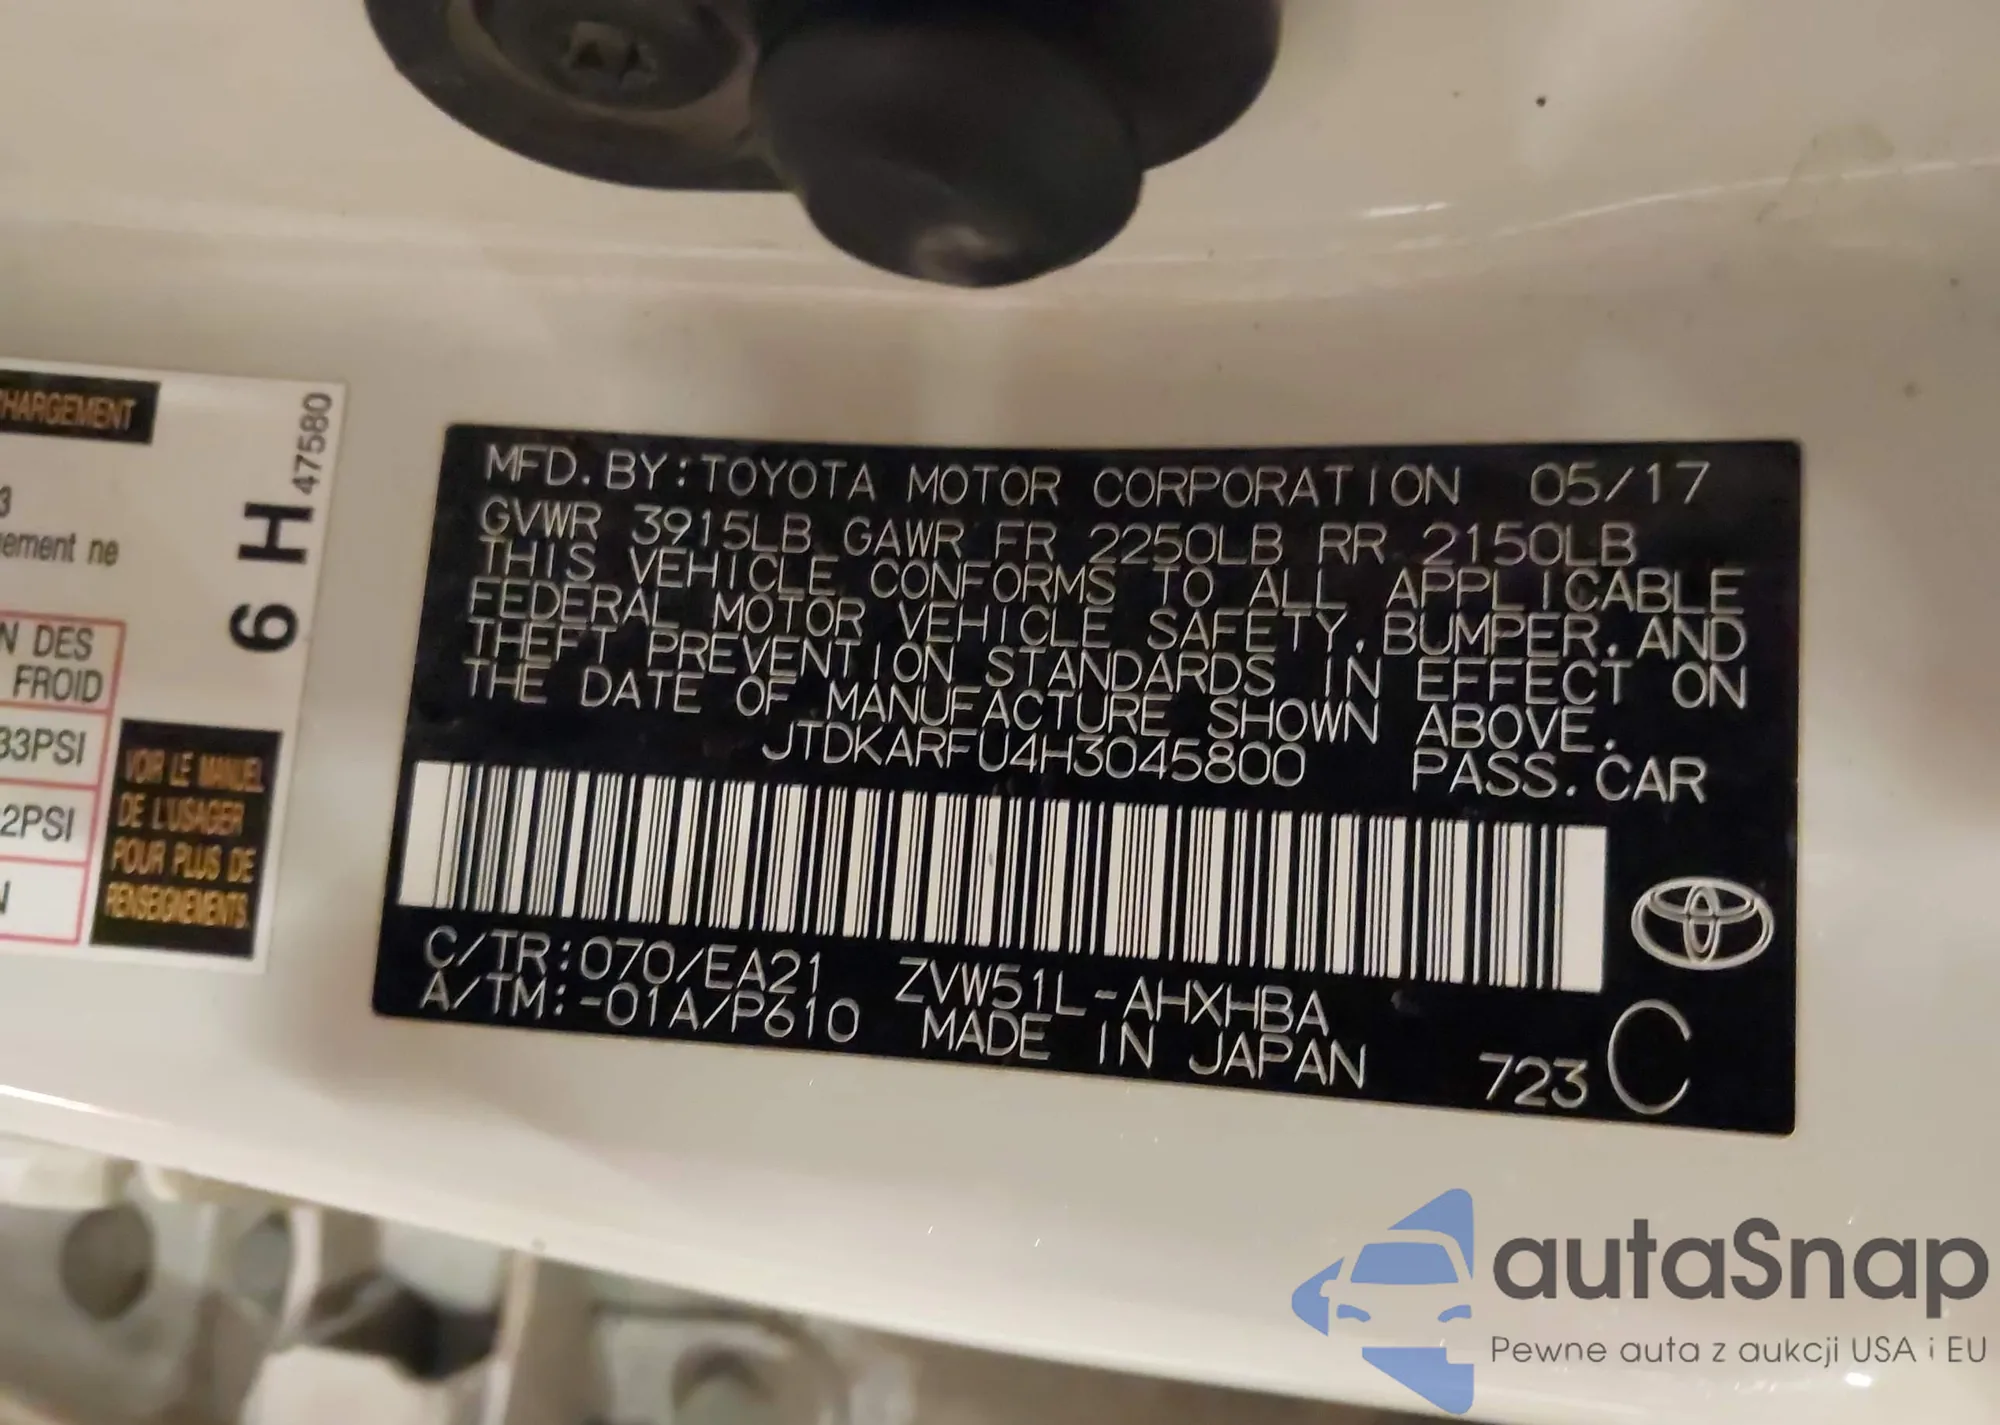 HARGEMENT
47580
6 H
3
ement ne
N DES
FROID
33PSI
2PSI
N
VOIR LE MANUEL
DE L'USAGER
POUR PLUS DE
RENSEIGNEMENTS.
MFD. BY:TOYOTA MOTOR CORPORATION 05/17
GVWR 3915LB GAWR FR 2250LB RR 2150LB
THIS VEHICLE CONFORMS TO ALL APPLICABLE
FEDERAL MOTOR VEHICLE SAFETY, BUMPER, AND
THEFT PREVENTION STANDARDS IN EFFECT ON
THE DATE OF MANUFACTURE SHOWN ABOVE.
JTDKARFU4H3045800 PASS. CAR
C/TR:070/EA21 ZVW51L-AHXHBA
A/TM:-01A/P610 MADE IN JAPAN 723 C
autaSnap
Pewne auta z aukcji USA i EU